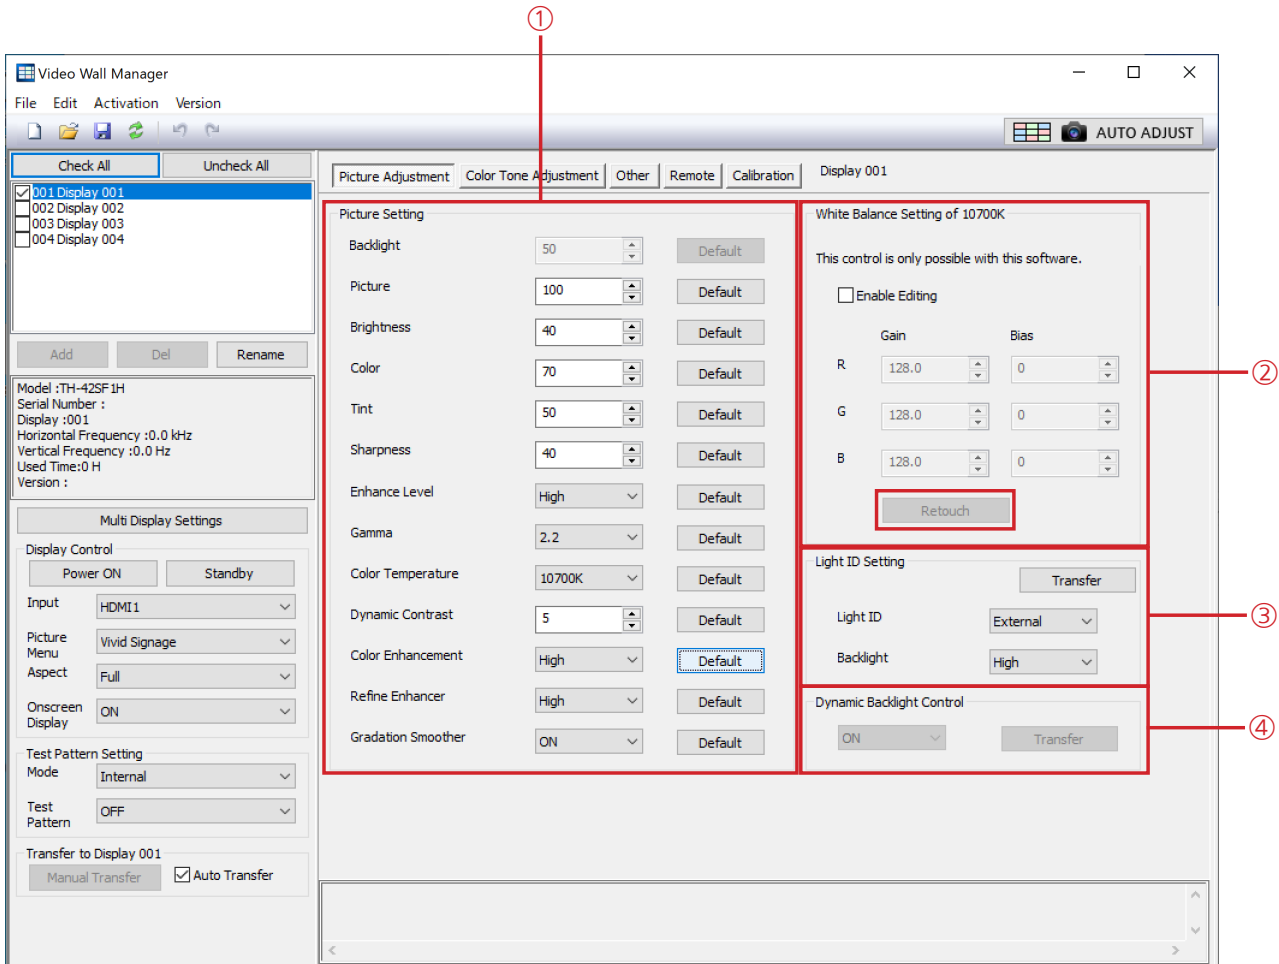 ①
Video Wall Manager
File Edit Activation Version
AUTO ADJUST
Check All Uncheck All
001 Display 001
002 Display 002
003 Display 003
004 Display 004
Add Del Rename
Model :TH-42SF1H
Serial Number :
Display :001
Horizontal Frequency :0.0 kHz
Vertical Frequency :0.0 Hz
Used Time:0 H
Version :
Multi Display Settings
Display Control
Power ON Standby
Input HDMI1
Picture Menu Vivid Signage
Aspect Full
Onscreen Display ON
Test Pattern Setting
Mode Internal
Test Pattern OFF
Transfer to Display 001
Manual Transfer Auto Transfer
Picture Adjustment Color Tone Adjustment Other Remote Calibration Display 001
Picture Setting
Backlight 50 Default
Picture 100 Default
Brightness 40 Default
Color 70 Default
Tint 50 Default
Sharpness 40 Default
Enhance Level High Default
Gamma 2.2 Default
Color Temperature 10700K Default
Dynamic Contrast 5 Default
Color Enhancement High Default
Refine Enhancer High Default
Gradation Smoother ON Default
White Balance Setting of 10700K
This control is only possible with this software.
Enable Editing
Gain Bias
R 128.0 0
G 128.0 0
B 128.0 0
Retouch
②
Light ID Setting
Transfer
Light ID External
Backlight High
③
Dynamic Backlight Control
ON Transfer
④